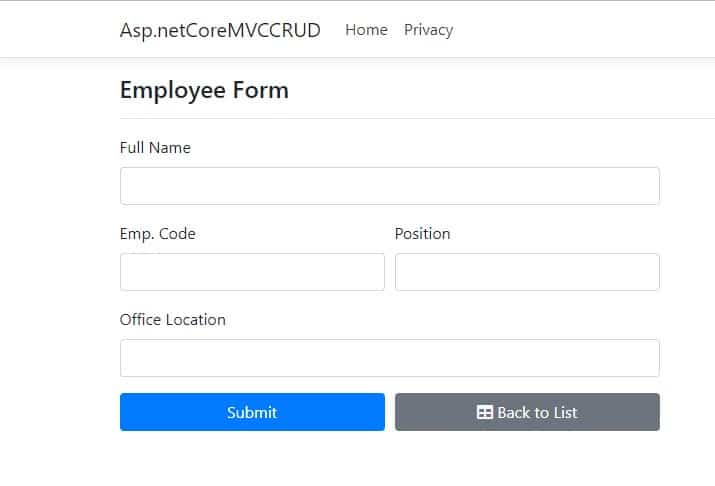 Asp.netCoreMVCCRUD Home Privacy
Employee Form
Full Name
Emp. Code Position
Office Location
Submit Back to List